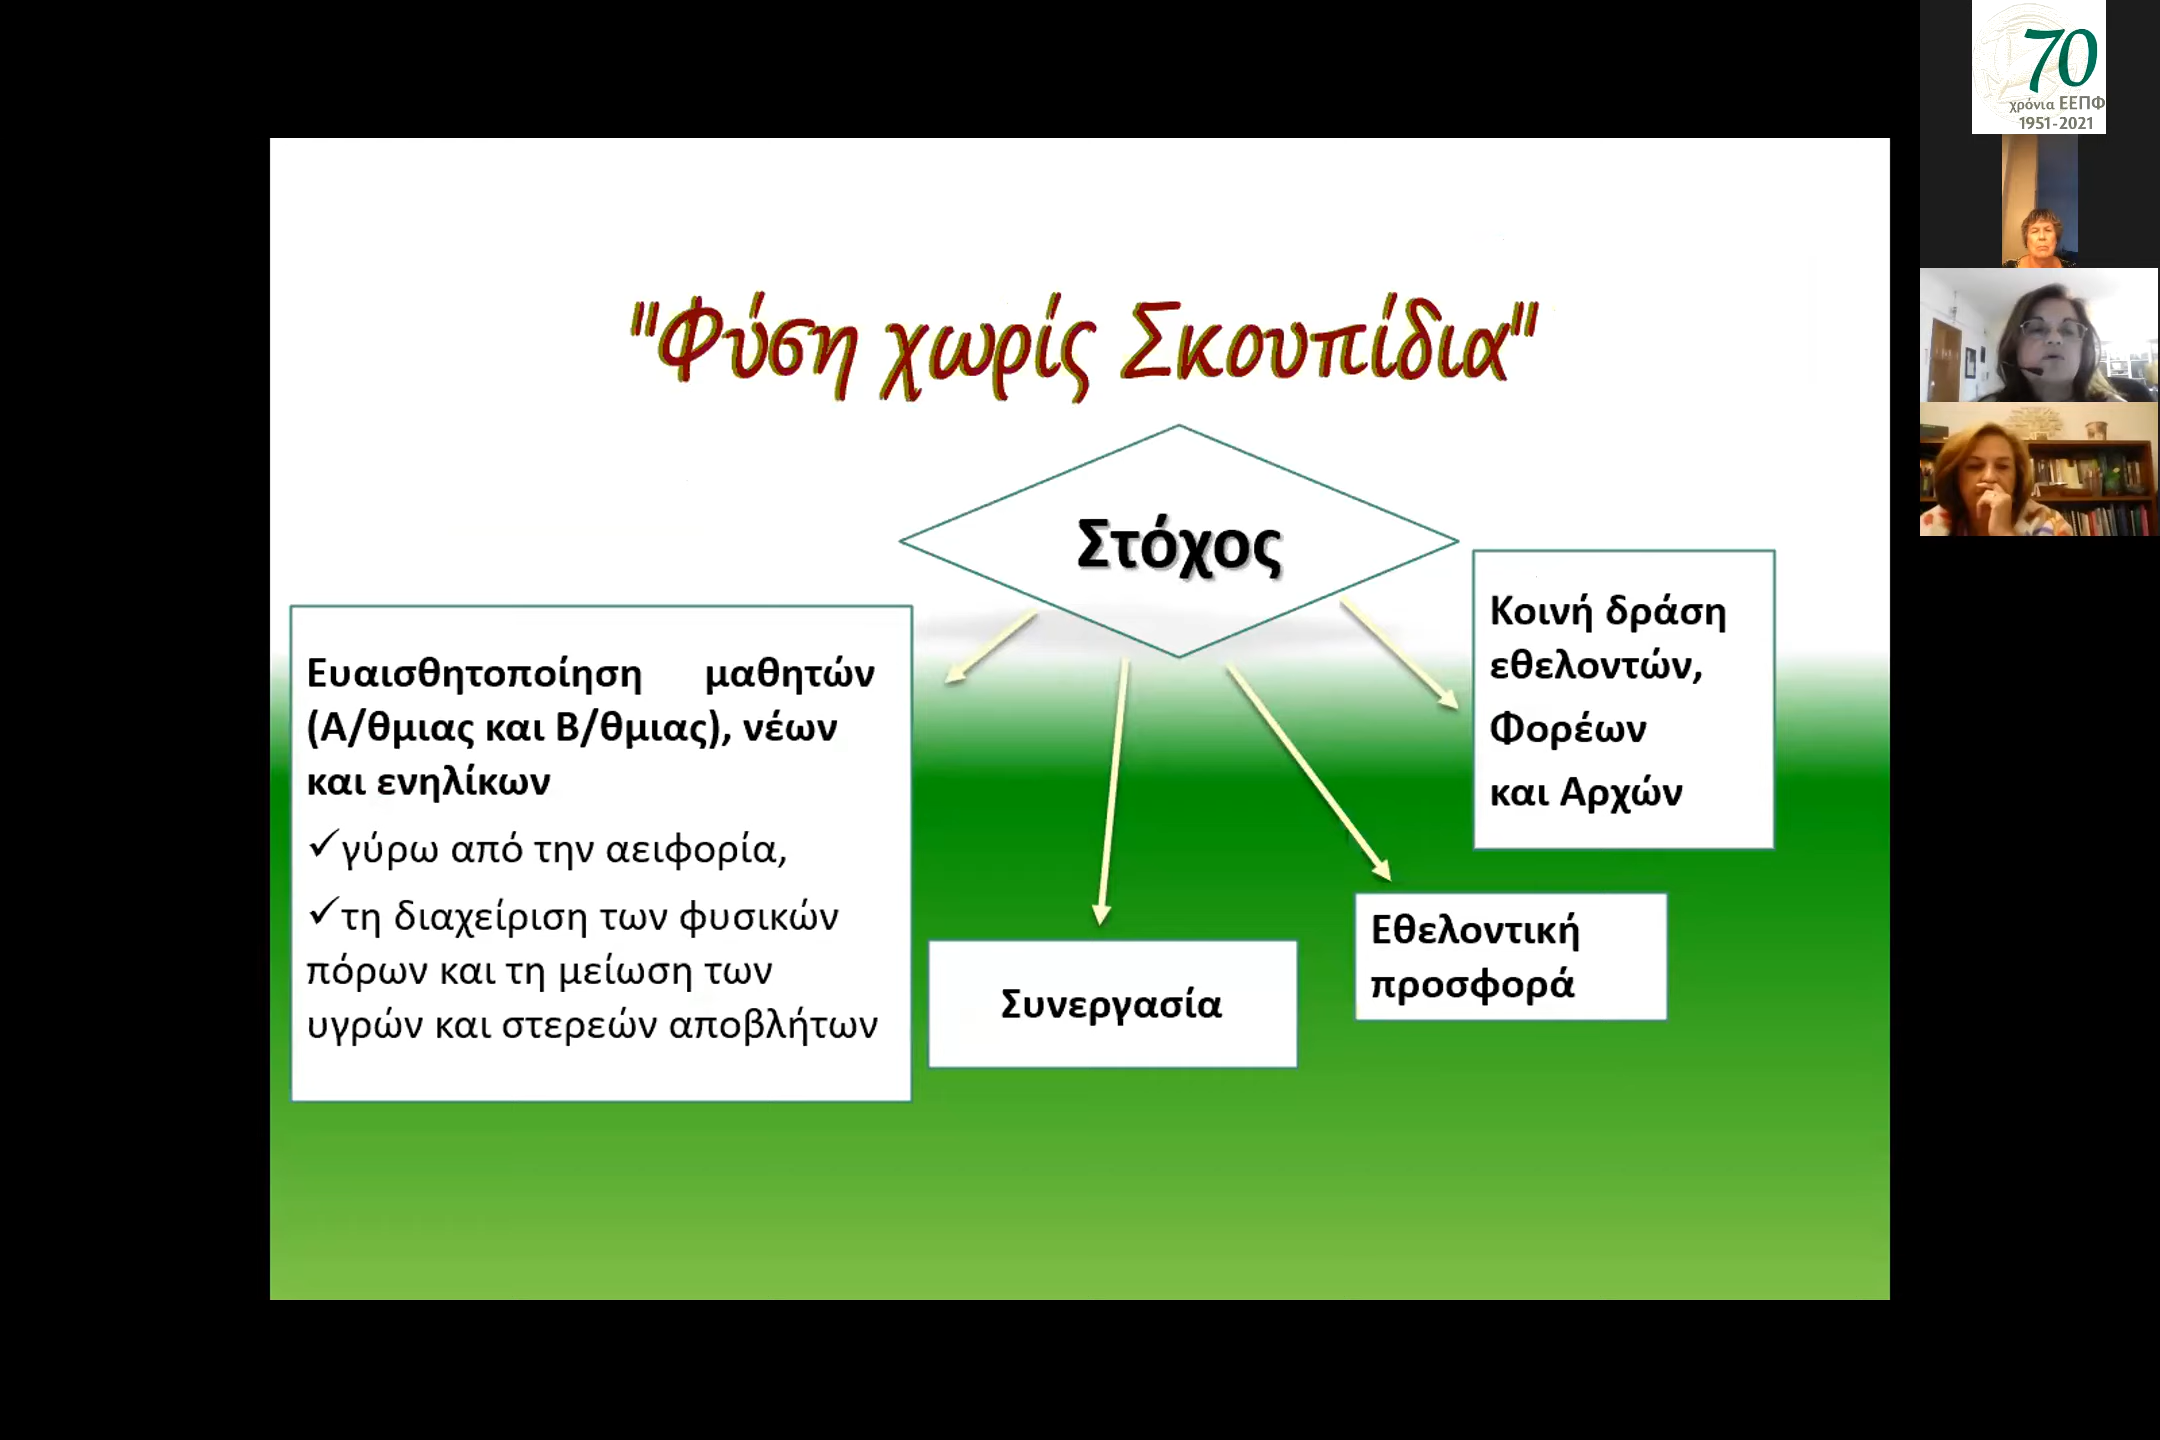 "Φύση χωρίς Σκουπίδια"
Στόχος
Ευαισθητοποίηση μαθητών
(Α/θμιας και Β/θμιας), νέων
και ενηλίκων
✓γύρω από την αειφορία,
✓τη διαχείριση των φυσικών
πόρων και τη μείωση των
υγρών και στερεών αποβλήτων
Συνεργασία
Εθελοντική
προσφορά
Κοινή δράση
εθελοντών,
Φορέων
και Αρχών
70
χρόνια ΕΕΠΦ
1951-2021